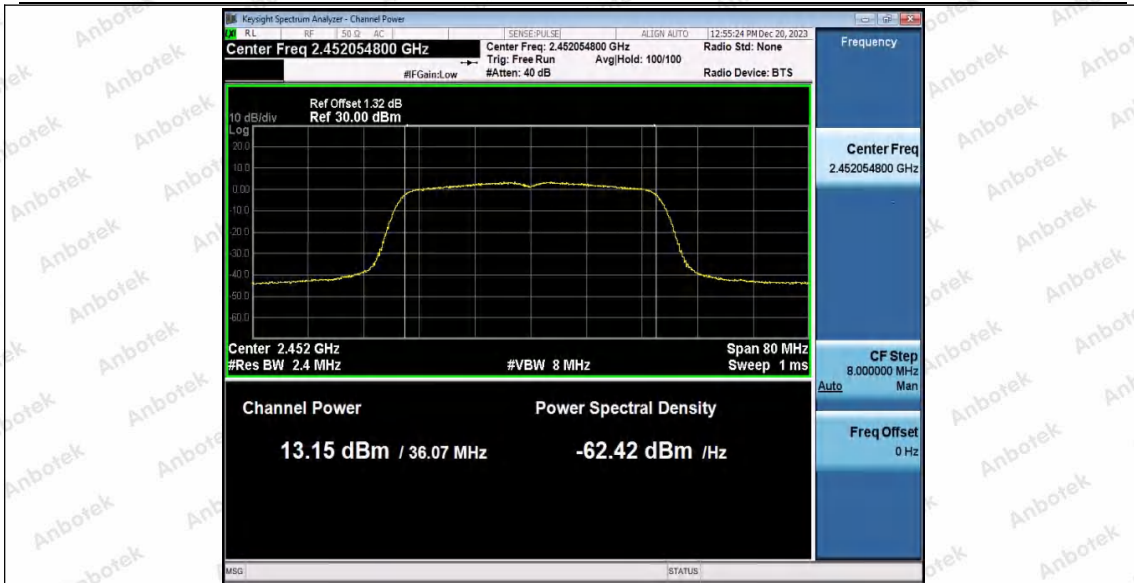 Keysight Spectrum Analyzer - Channel Power
RL RF 50 Ω AC SENSE:PULSE ALIGN AUTO 12:55:24 PM Dec 20, 2023
Center Freq 2.452054800 GHz
Center Freq: 2.452054800 GHz
Radio Std: None
Trig: Free Run Avg|Hold: 100/100
#IFGain:Low
#Atten: 40 dB
Radio Device: BTS
Frequency
Ref Offset 1.32 dB
10 dB/div Ref 30.00 dBm
Log
20.0
10.0
0.00
-10.0
-20.0
-30.0
-40.0
-50.0
-60.0
Center 2.452 GHz
Span 80 MHz
#Res BW 2.4 MHz
#VBW 8 MHz
Sweep 1 ms
Center Freq
2.452054800 GHz
CF Step
8.000000 MHz
Auto Man
Freq Offset
0 Hz
Channel Power
Power Spectral Density
13.15 dBm / 36.07 MHz
-62.42 dBm /Hz
MSG
STATUS
Anbotek